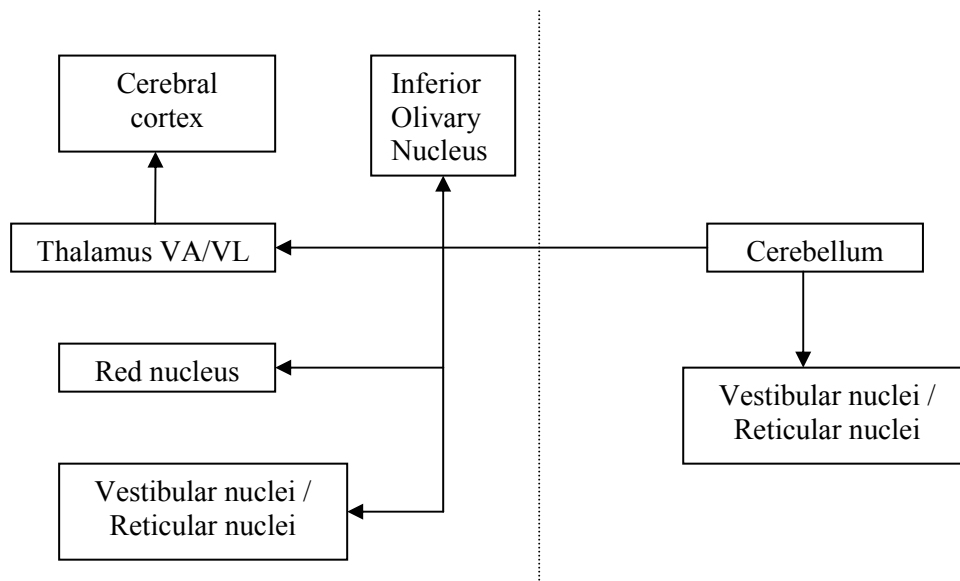 Cerebral
cortex
Inferior
Olivary
Nucleus
Thalamus VA/VL
Cerebellum
Red nucleus
Vestibular nuclei /
Reticular nuclei
Vestibular nuclei /
Reticular nuclei